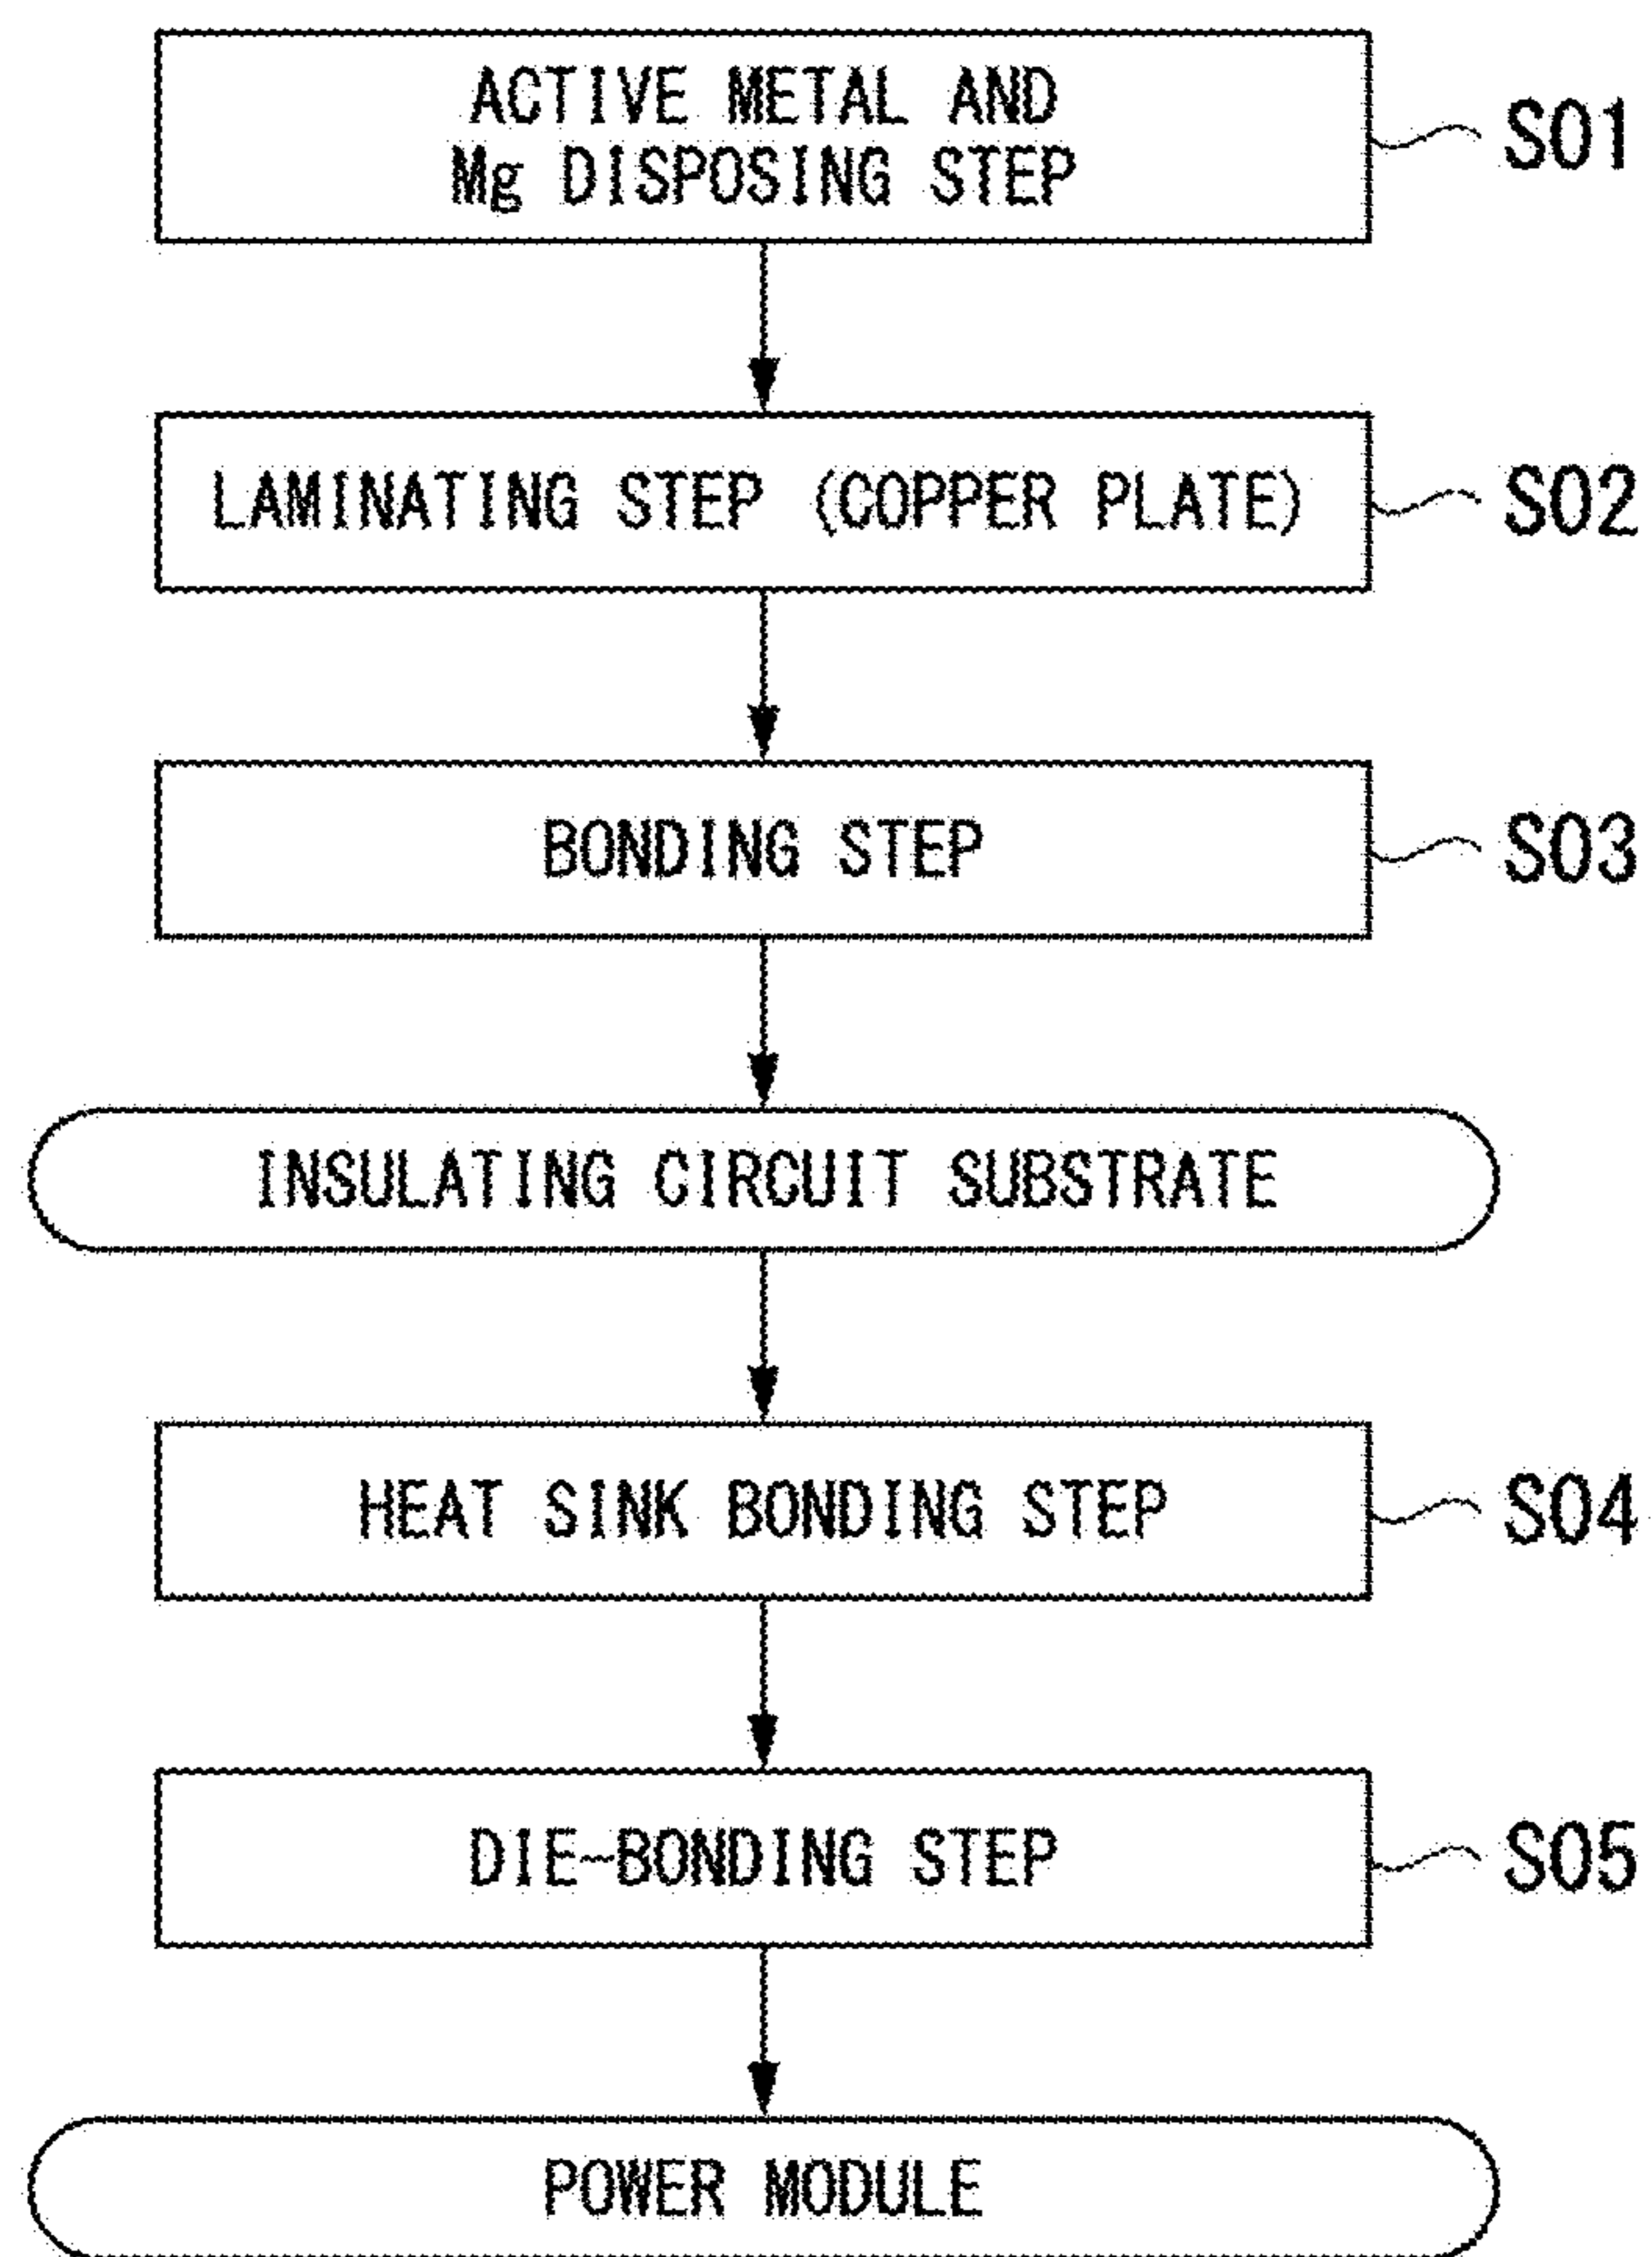 ACTIVE METAL AND
Mg DISPOSING STEP
S01
LAMINATING STEP (COPPER PLATE)
S02
BONDING STEP
S03
INSULATING CIRCUIT SUBSTRATE
HEAT SINK BONDING STEP
S04
DIE-BONDING STEP
S05
POWER MODULE